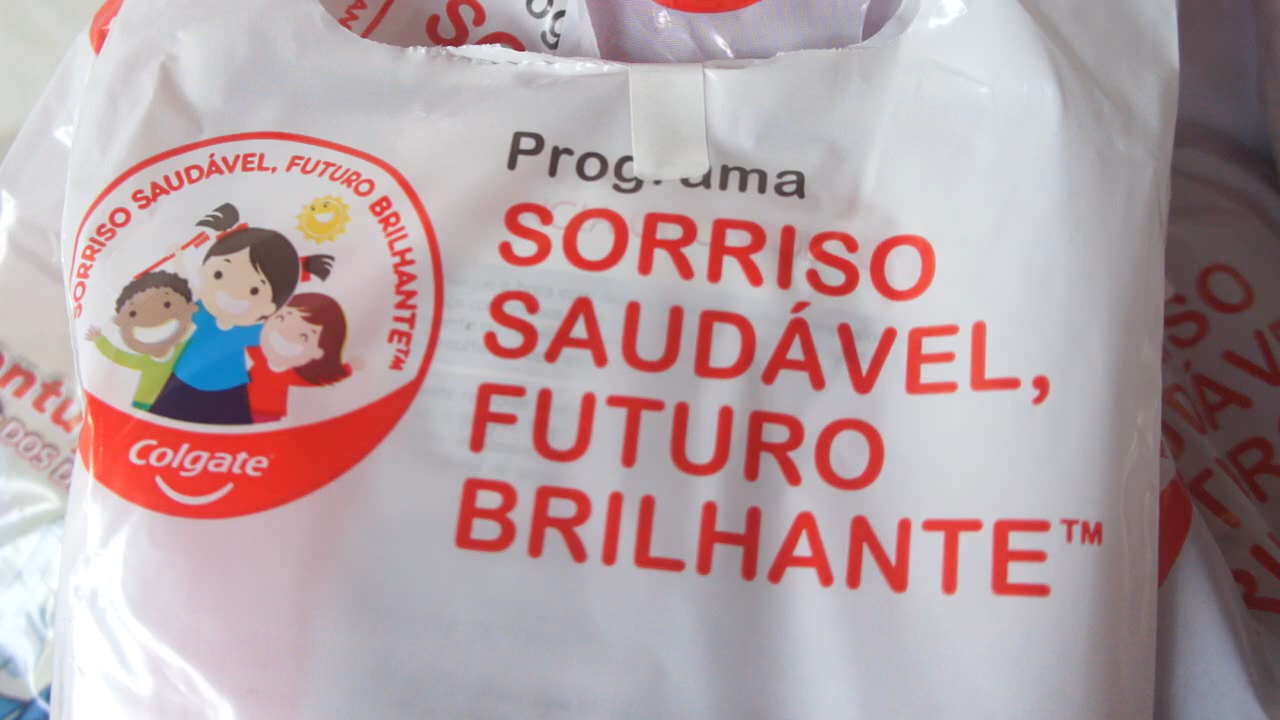 SORRISO SAUDÁVEL, FUTURO BRILHANTE™
Colgate
Programa
SORRISO
SAUDÁVEL,
FUTURO
BRILHANTE™